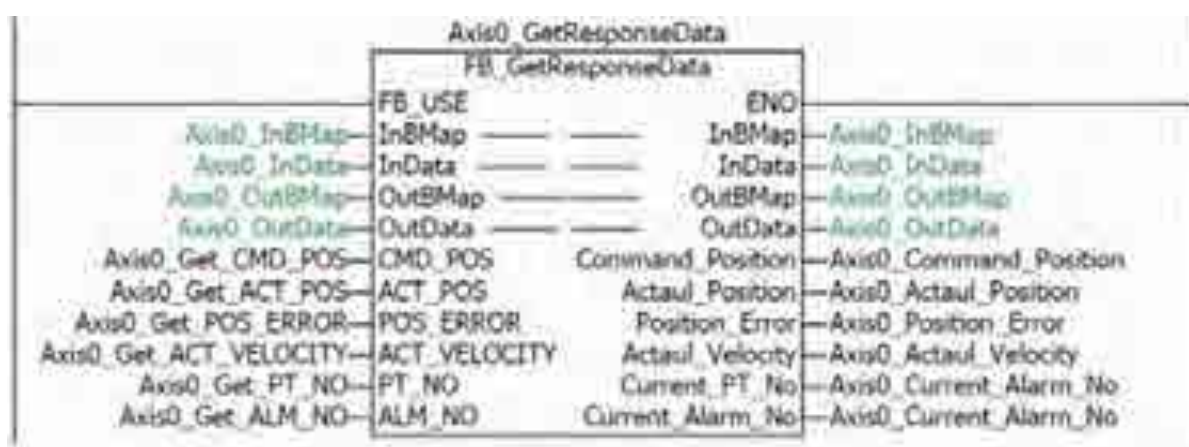 Axis0_GetResponseData
FB_GetResponseData
FB_USE ENO
Axis0_InBMap InBMap InBMap Axis0_InBMap
Axis0_InData InData InData Axis0_InData
Axis0_OutBMap OutBMap OutBMap Axis0_OutBMap
Axis0_OutData OutData OutData Axis0_OutData
Axis0_Get_CMD_POS CMD_POS Command_Position Axis0_Command_Position
Axis0_Get_ACT_POS ACT_POS Actaul_Position Axis0_Actaul_Position
Axis0_Get_POS_ERROR POS_ERROR Position_Error Axis0_Position_Error
Axis0_Get_ACT_VELOCITY ACT_VELOCITY Actaul_Velocity Axis0_Actaul_Velocity
Axis0_Get_PT_NO PT_NO Current_PT_No Axis0_Current_Alarm_No
Axis0_Get_ALM_NO ALM_NO Current_Alarm_No Axis0_Current_Alarm_No